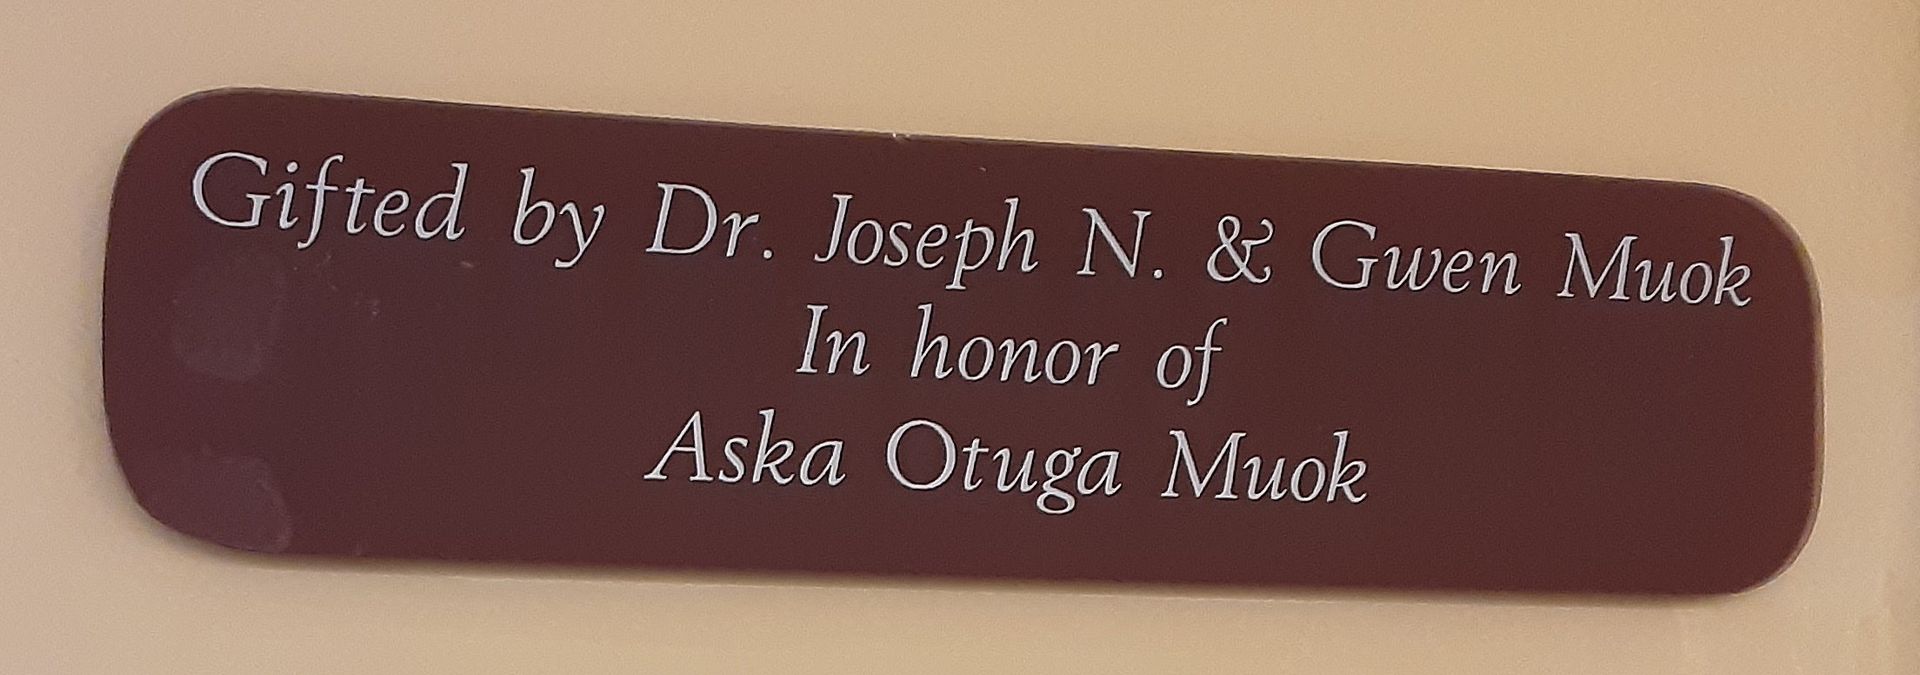 Gifted by Dr. Joseph N. & Gwen Muok
In honor of
Aska Otuga Muok